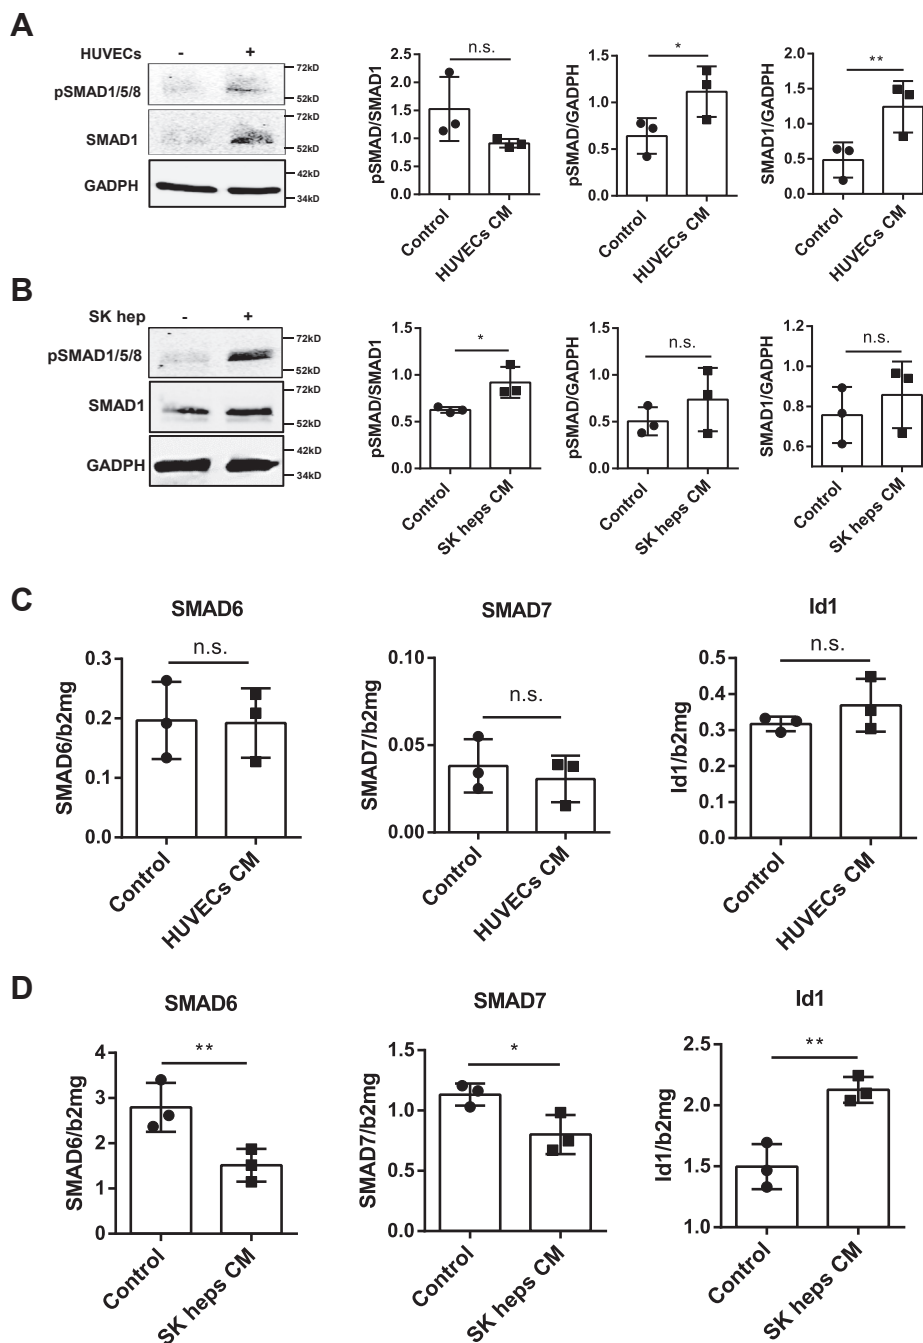 A
HUVECs - +
pSMAD1/5/8
72kD
52kD
SMAD1
72kD
52kD
GADPH
42kD
34kD
pSMAD/SMAD1
2.5
2.0
1.5
1.0
0.5
0.0
n.s.
Control
HUVECs CM
pSMAD/GADPH
1.5
1.0
0.5
0.0
*
Control
HUVECs CM
SMAD1/GADPH
2.0
1.5
1.0
0.5
0.0
**
Control
HUVECs CM
B
SK hep - +
pSMAD1/5/8
72kD
52kD
SMAD1
72kD
52kD
GADPH
42kD
34kD
pSMAD/SMAD1
1.5
1.0
0.5
0.0
*
Control
SK heps CM
pSMAD/GADPH
1.5
1.0
0.5
0.0
n.s.
Control
SK heps CM
SMAD1/GADPH
1.0
0.8
0.6
n.s.
Control
SK heps CM
C
SMAD6
SMAD6/b2mg
0.3
0.2
0.1
0.0
n.s.
Control
HUVECs CM
SMAD7
SMAD7/b2mg
0.10
0.05
0.00
n.s.
Control
HUVECs CM
Id1
Id1/b2mg
0.5
0.4
0.3
0.2
0.1
0.0
n.s.
Control
HUVECs CM
D
SMAD6
SMAD6/b2mg
4
3
2
1
0
**
Control
SK heps CM
SMAD7
SMAD7/b2mg
1.5
1.0
0.5
0.0
*
Control
SK heps CM
Id1
Id1/b2mg
2.5
2.0
1.5
1.0
**
Control
SK heps CM